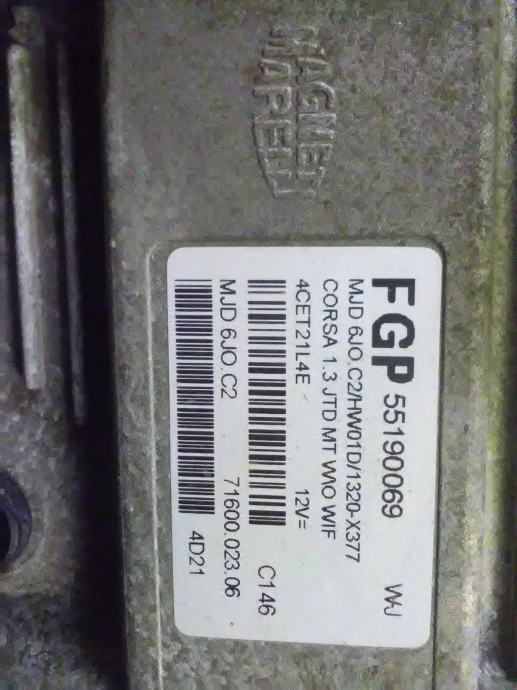 MAGNETI
MARELLI
FGP 55190069 WJ
MJD 6JO.C2/HW01D/1320-X377
CORSA 1.3 JTD MT W\O WIF
4CET21L4E 12V=
C146
MJD 6JO.C2 71600.023.06
4D21